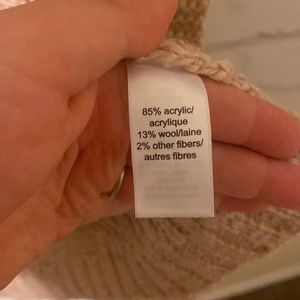 85% acrylic/
acrylique
13% wool/laine
2% other fibers/
autres fibres